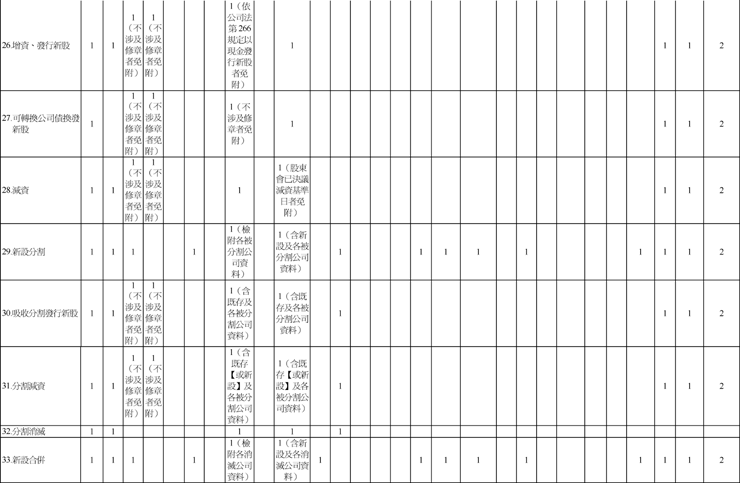 26.增資、發行新股 1 1 1（不涉及修章者免附） 1（不涉及修章者免附） 1（依公司法第266規定以現金發行新股者免附） 1 1 1 2
27.可轉換公司債換發新股 1 1（不涉及修章者免附） 1（不涉及修章者免附） 1（不涉及修章者免附） 1 1 1 2
28.減資 1 1 1（不涉及修章者免附） 1（不涉及修章者免附） 1 1（股東會已決議減資基準日者免附） 1 1 2
29.新設分割 1 1 1 1 1（檢附各被分割公司資料） 1（含新設及各被分割公司資料） 1 1 1 1 1 1 1 1 2
30.吸收分割發行新股 1 1 1（不涉及修章者免附） 1（不涉及修章者免附） 1（含既存及各被分割公司資料） 1（含既存及各被分割公司資料） 1 1 1 2
31.分割減資 1 1 1（不涉及修章者免附） 1（不涉及修章者免附） 1（含既存【或新設】及各被分割公司資料） 1（含既存【或新設】及各被分割公司資料） 1 1 1 2
32.分割消滅 1 1 1 1 1
33.新設合併 1 1 1 1 1（檢附各消滅公司資料） 1（含新設及各消滅公司資料） 1 1 1 1 1 1 1 1 2